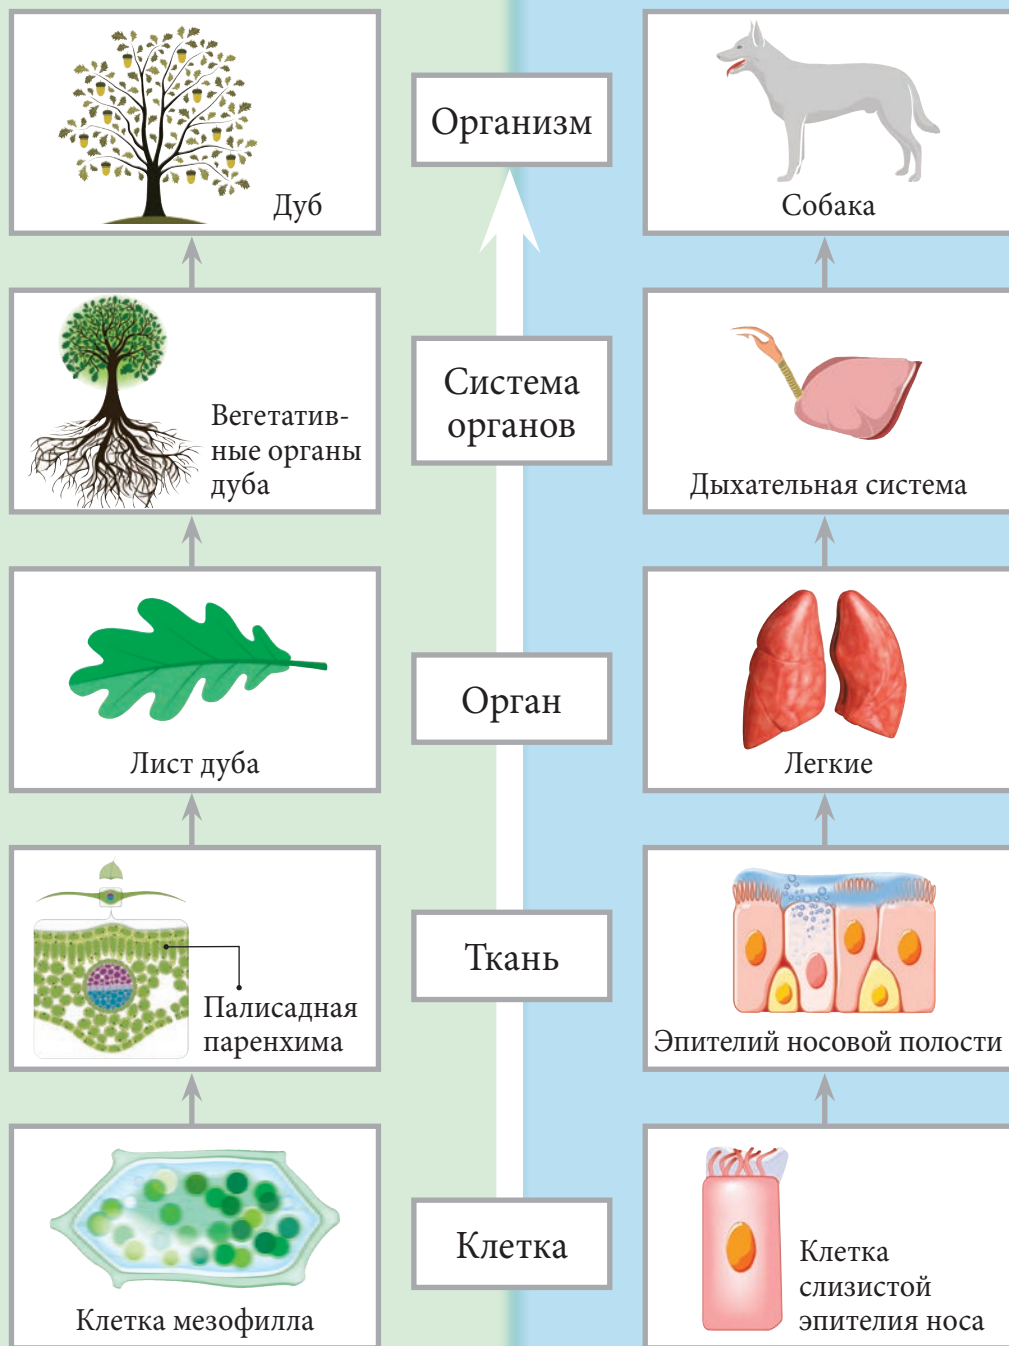 Дуб
Организм
Собака
Вегетатив-
ные органы
дуба
Система
органов
Дыхательная система
Лист дуба
Орган
Легкие
Палисадная
паренхима
Ткань
Эпителий носовой полости
Клетка мезофилла
Клетка
Клетка
слизистой
эпителия носа